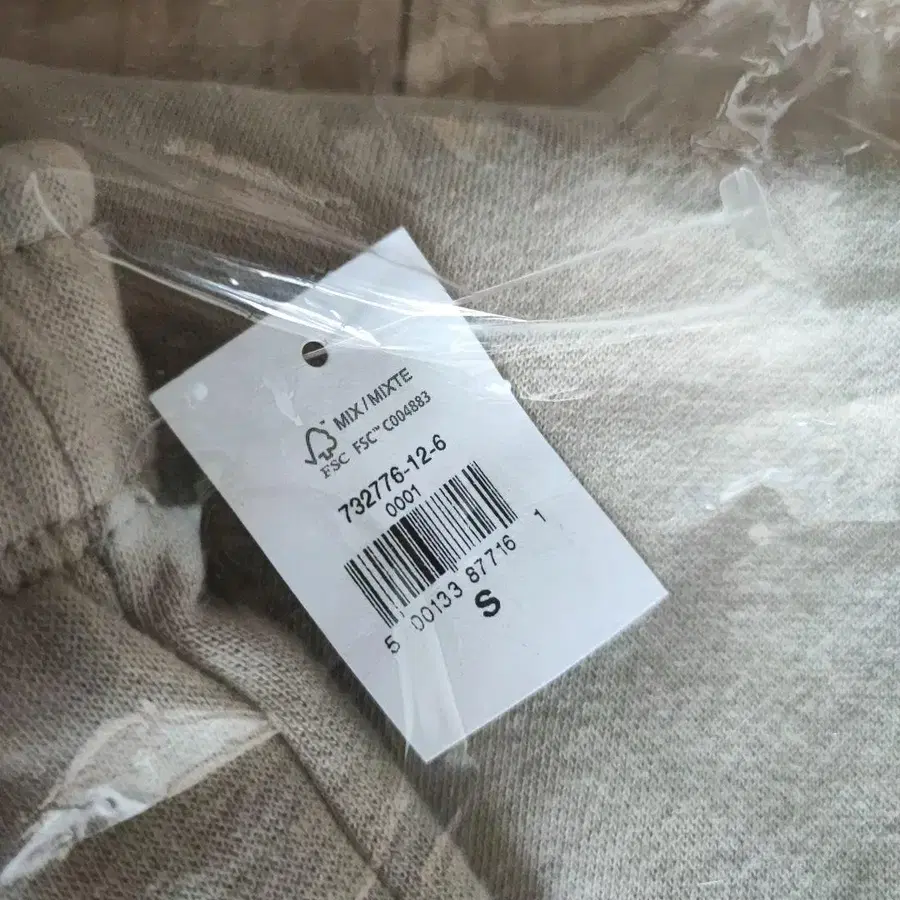 MIX/MIXTE
FSC FSC™ C004883
732776-12-6
0001
5 00133 87716 1
S